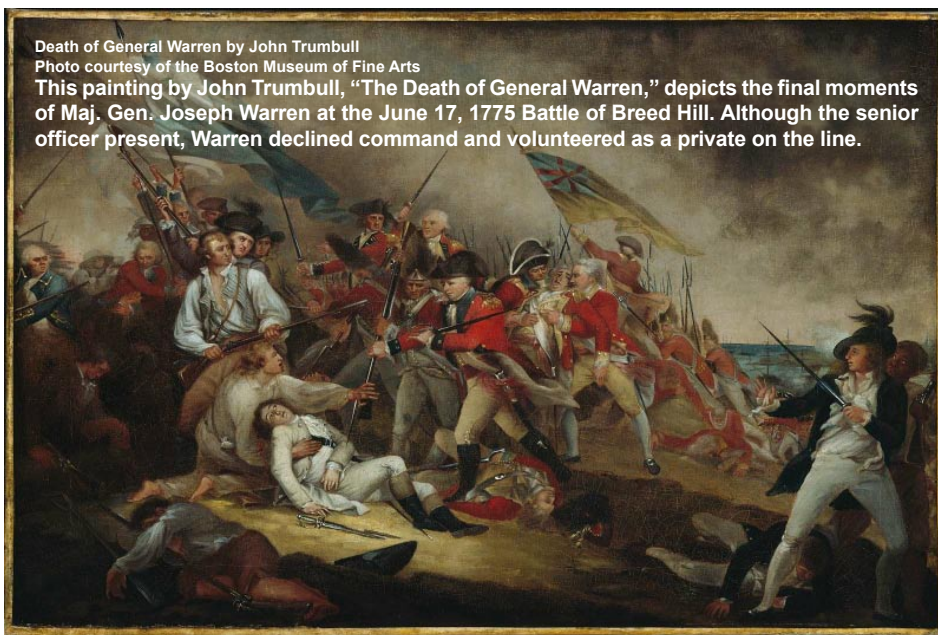 Death of General Warren by John Trumbull
Photo courtesy of the Boston Museum of Fine Arts
This painting by John Trumbull, “The Death of General Warren,” depicts the final moments
of Maj. Gen. Joseph Warren at the June 17, 1775 Battle of Breed Hill. Although the senior
officer present, Warren declined command and volunteered as a private on the line.